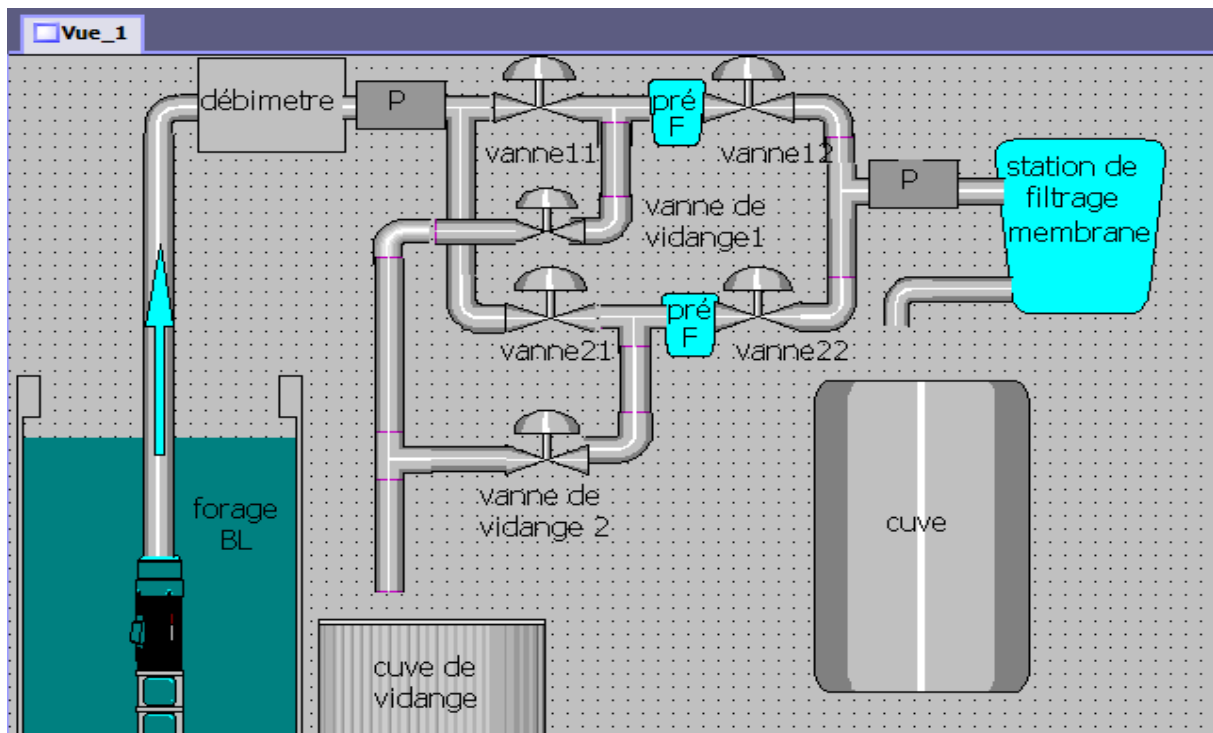 Vue_1
débimetre
P
pré
F
vanne11
vanne12
vanne de
vidange1
P
station de
filtrage
membrane
pré
F
vanne21
vanne22
vanne de
vidange 2
forage
BL
cuve
cuve de
vidange